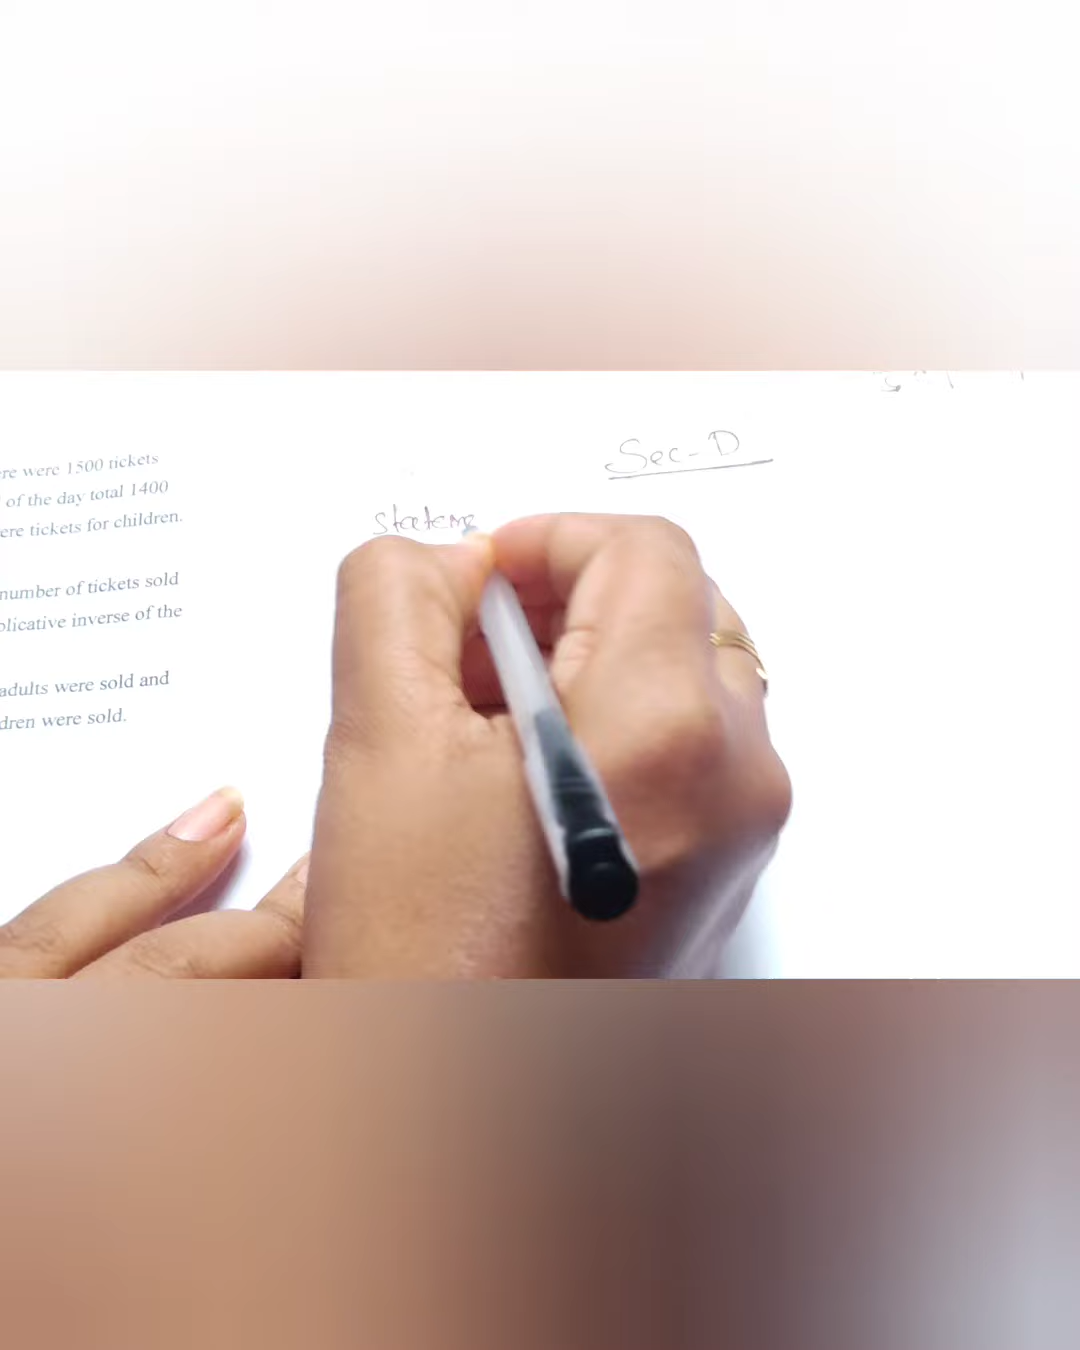 re were 1500 tickets
of the day total 1400
ere tickets for children.
number of tickets sold
plicative inverse of the
adults were sold and
dren were sold.
Sec-D
Stateme